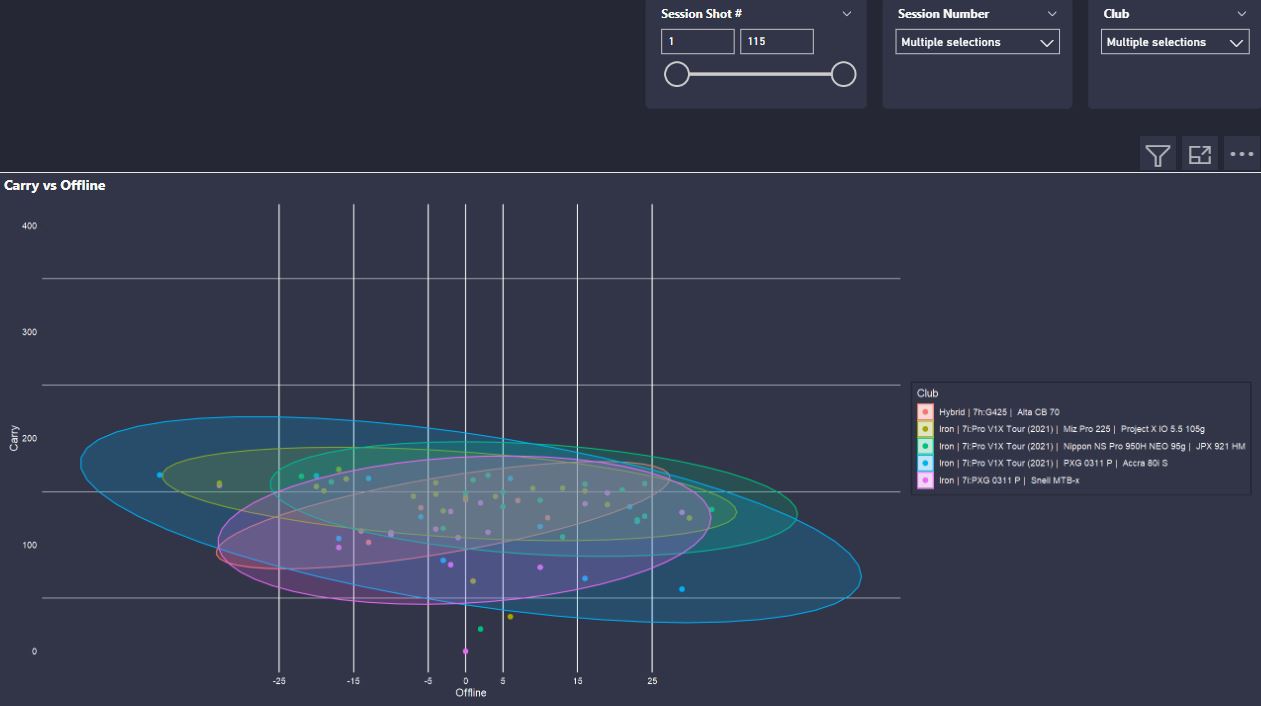 Session Shot #
Session Number
Club
1
115
Multiple selections
Multiple selections
Carry vs Offline
400
300
200
100
0
Carry
-25
-15
-5
0
5
15
25
Offline
Club
Hybrid | 7h:G425 | Alta CB 70
Iron | 7i:Pro V1X Tour (2021) | Miz Pro 225 | Project X IO 5.5 105g
Iron | 7i:Pro V1X Tour (2021) | Nippon NS Pro 950H NEO 95g | JPX 921 HM
Iron | 7i:Pro V1X Tour (2021) | PXG 0311 P | Accra 80i S
Iron | 7i:PXG 0311 P | Snell MTB-x